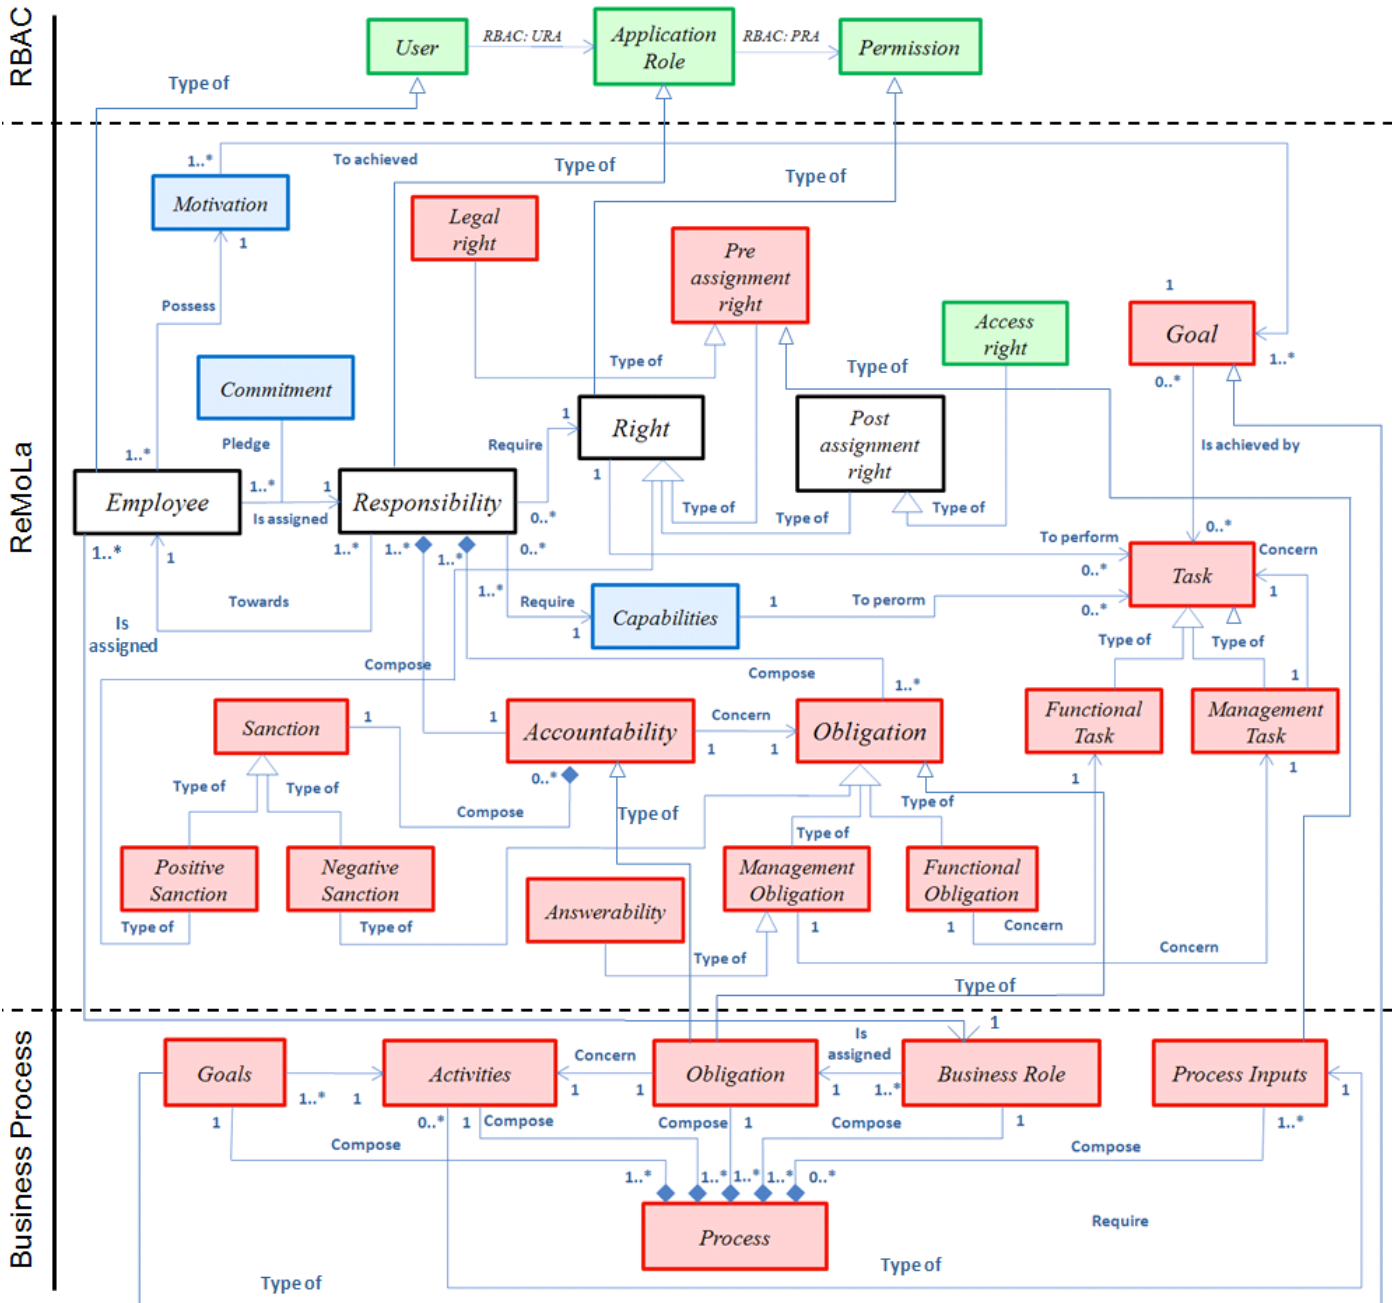 RBAC
User
RBAC: URA
Application
Role
RBAC: PRA
Permission
Type of
ReMoLa
1..*
To achieved
Type of
Type of
Motivation
1
Legal
right
Pre
assignment
right
Possess
Access
right
1
Goal
1..*
Type of
Type of
0..*
Commitment
Pledge
1
Right
Require
Post
assignment
right
Is achieved by
1..*
Employee
1..*
1
Is assigned
Responsibility
0..*
1
Type of
Type of
Type of
0..*
1..*
1
1..*
1..*
1..*
0..*
To perform
0..*
Concern
Task
1
Towards
1..*
Require
1
Capabilities
1
To perorm
0..*
Is
assigned
Type of
Type of
Compose
Compose
1..*
1
Sanction
1
1
Accountability
Concern
1
1
Obligation
Functional
Task
Management
Task
Type of
Type of
0..*
Compose
Type of
Type of
Type of
1
1
Positive
Sanction
Negative
Sanction
Management
Obligation
Functional
Obligation
Answerability
Type of
Type of
1
1
Concern
Concern
Type of
Type of
Business Process
1
Is
assigned
Goals
1..*
1
Activities
Concern
1
1
Obligation
1
1..*
Business Role
Process Inputs
1
1
0..*
1
Compose
Compose
1
Compose
1
1..*
Compose
Compose
1..*
1..*
1..*
1..*
0..*
Process
Require
Type of
Type of